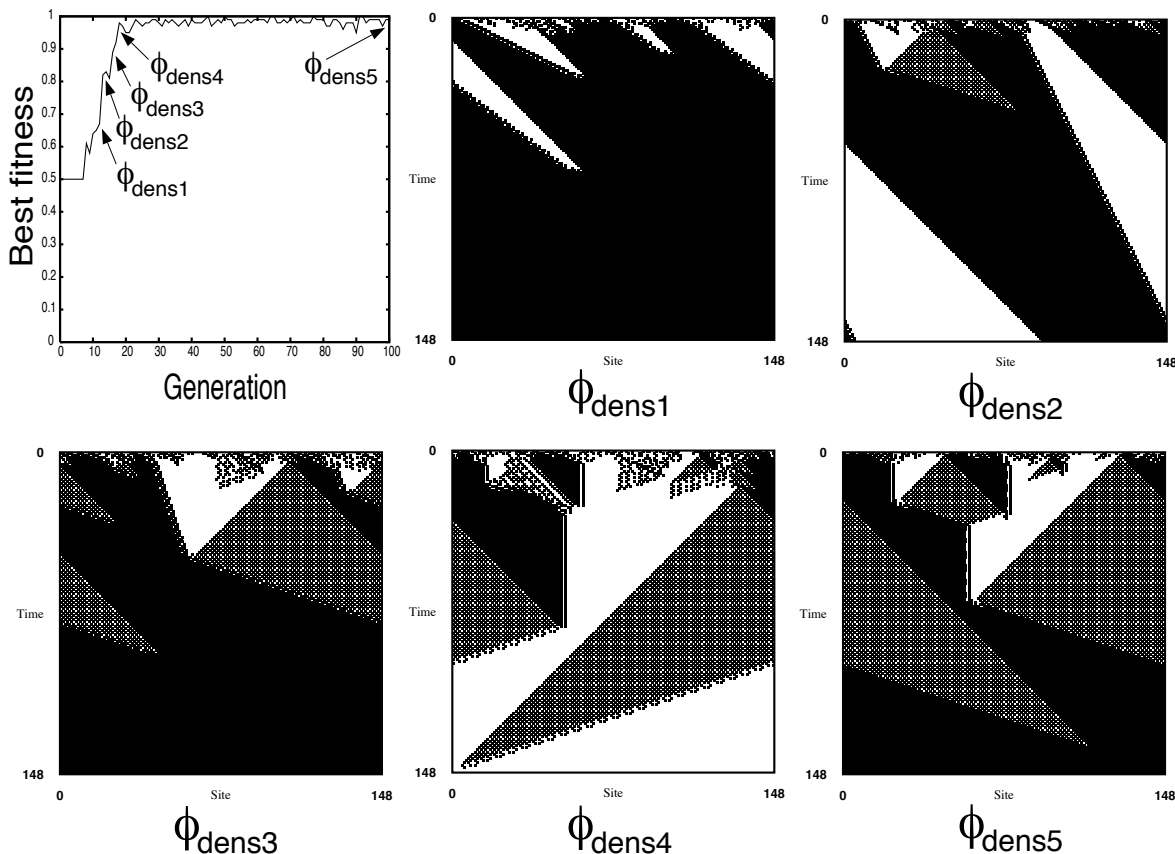 1
0.9
0.8
0.7
0.6
0.5
0.4
0.3
0.2
0.1
0
Best fitness
0 10 20 30 40 50 60 70 80 90 100
Generation
ϕdens4
ϕdens5
ϕdens3
ϕdens2
ϕdens1
0
Time
148
0 Site 148
ϕdens1
0
Time
148
0 Site 148
ϕdens2
0
Time
148
0 Site 148
ϕdens3
0
Time
148
0 Site 148
ϕdens4
0
Time
148
0 Site 148
ϕdens5